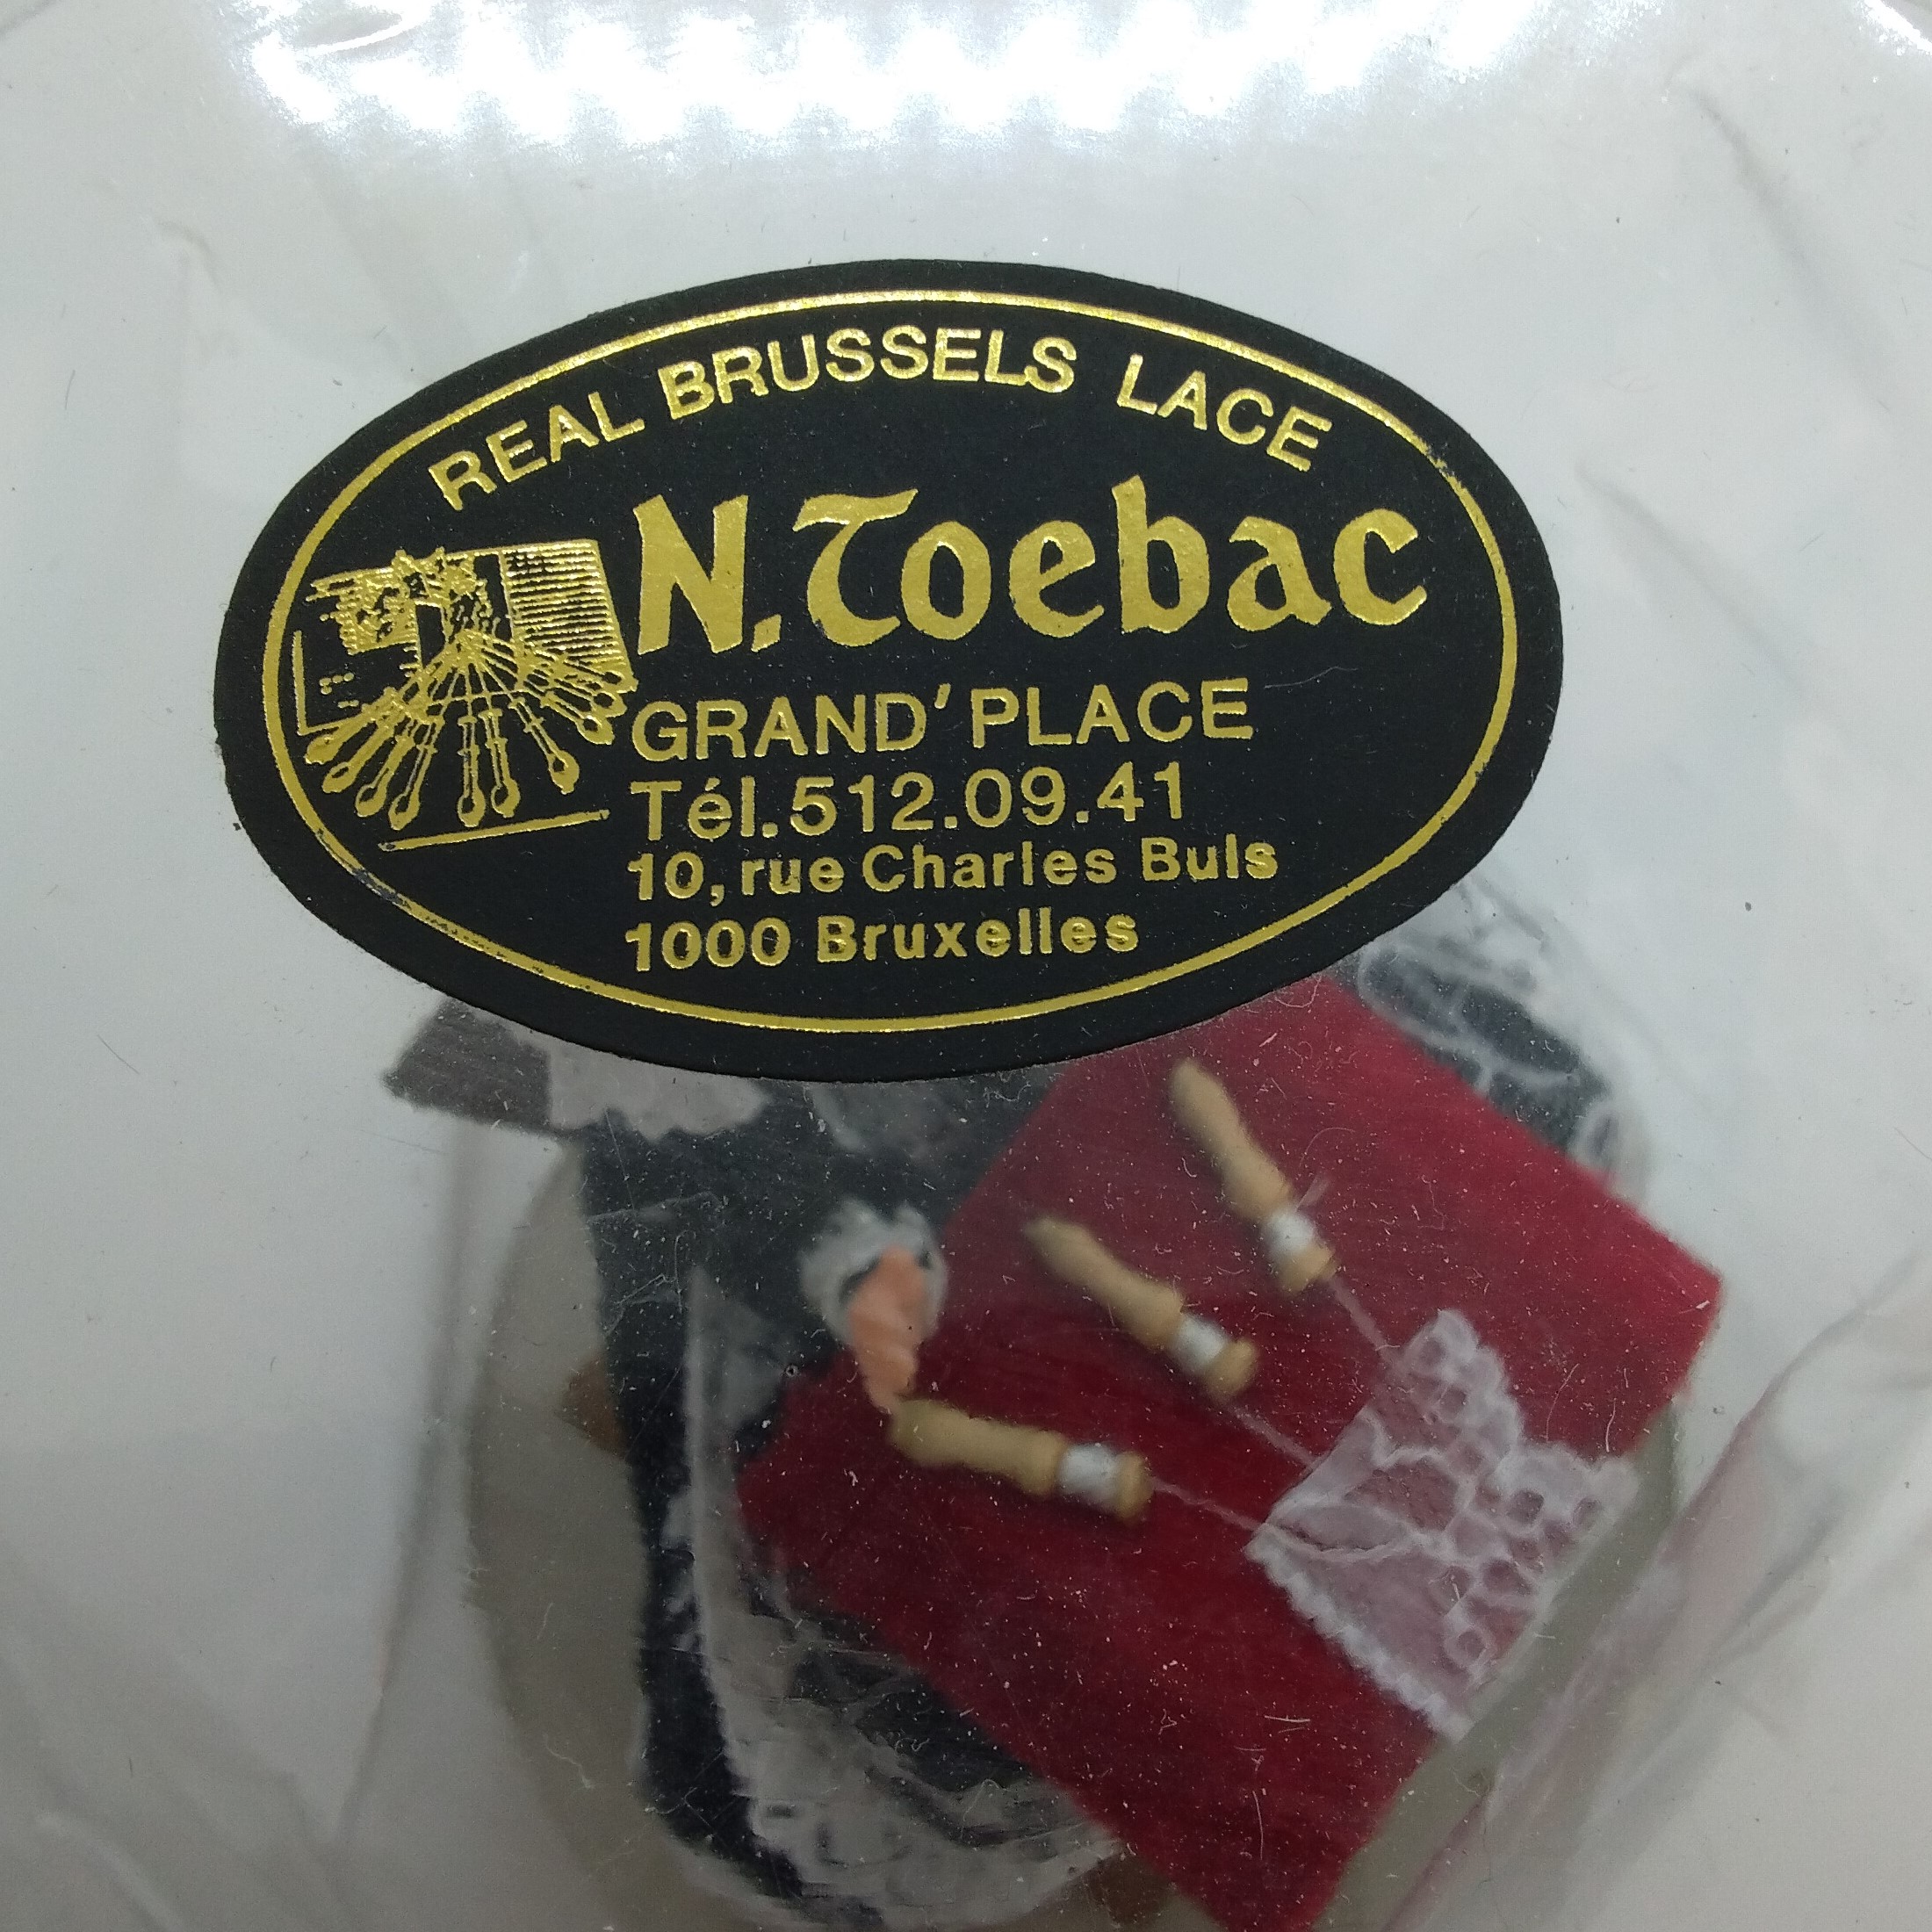 REAL BRUSSELS LACE
N. Toebac
GRAND' PLACE
Tél. 512.09.41
10, rue Charles Buls
1000 Bruxelles